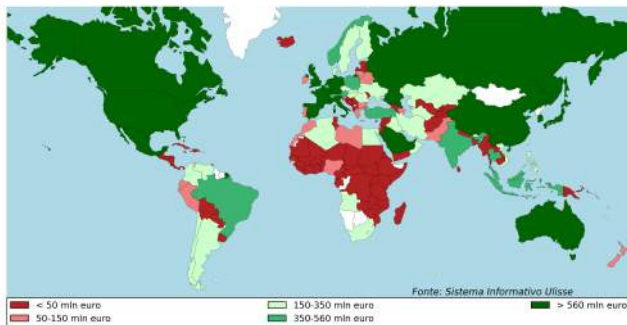 Fonte: Sistema Informativo Ulisse
< 50 mln euro
150-350 mln euro
> 560 mln euro
50-150 mln euro
350-560 mln euro